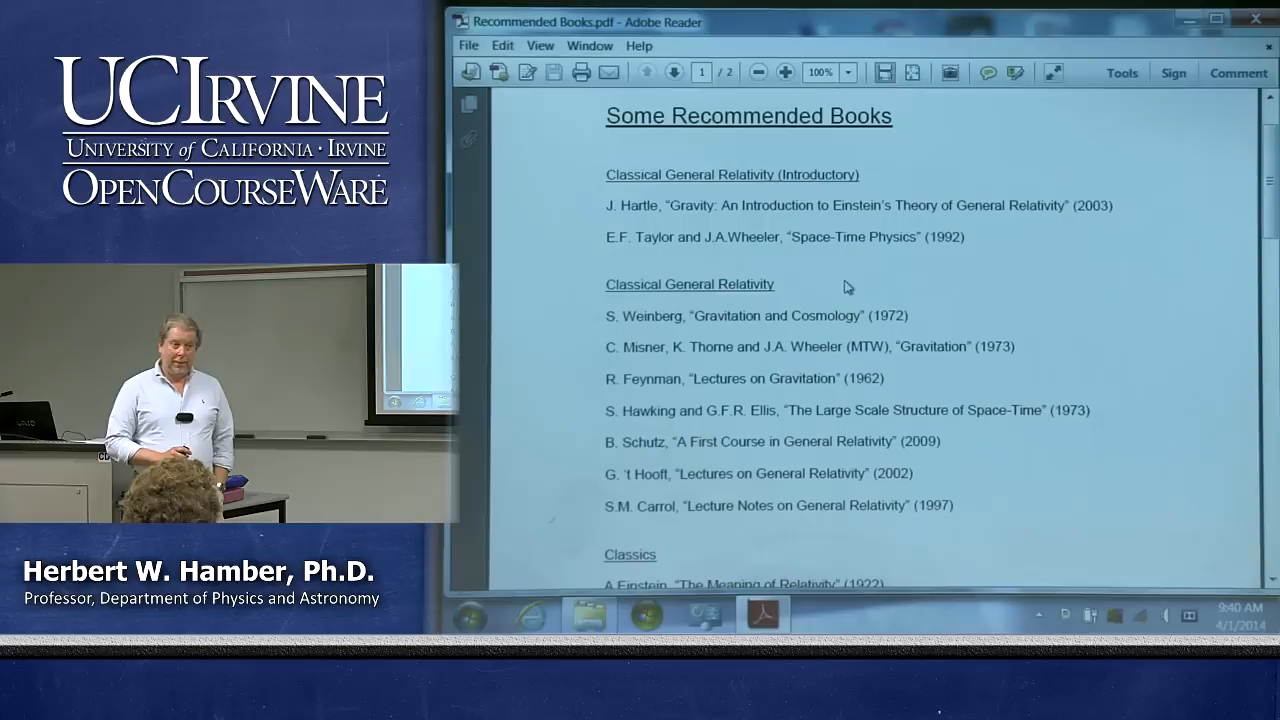 UCIRVINE
UNIVERSITY of CALIFORNIA · IRVINE
OPENCOURSEWARE
Herbert W. Hamber, Ph.D.
Professor, Department of Physics and Astronomy
Recommended Books.pdf - Adobe Reader
File Edit View Window Help
1 / 2 100% Tools Sign Comment
Some Recommended Books
Classical General Relativity (Introductory)
J. Hartle, “Gravity: An Introduction to Einstein’s Theory of General Relativity” (2003)
E.F. Taylor and J.A.Wheeler, “Space-Time Physics” (1992)
Classical General Relativity
S. Weinberg, “Gravitation and Cosmology” (1972)
C. Misner, K. Thorne and J.A. Wheeler (MTW), “Gravitation” (1973)
R. Feynman, “Lectures on Gravitation” (1962)
S. Hawking and G.F.R. Ellis, “The Large Scale Structure of Space-Time” (1973)
B. Schutz, “A First Course in General Relativity” (2009)
G. ‘t Hooft, “Lectures on General Relativity” (2002)
S.M. Carrol, “Lecture Notes on General Relativity” (1997)
Classics
A.Einstein, “The Meaning of Relativity” (1922)
9:40 AM
4/1/2014